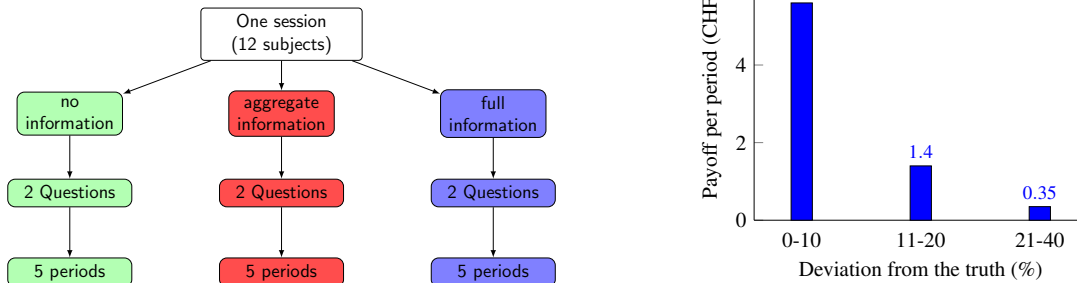 One session
(12 subjects)
no
information
aggregate
information
full
information
2 Questions
2 Questions
2 Questions
5 periods
5 periods
5 periods
Payoff per period (CHF
4
2
0
1.4
0.35
0-10
11-20
21-40
Deviation from the truth (%)